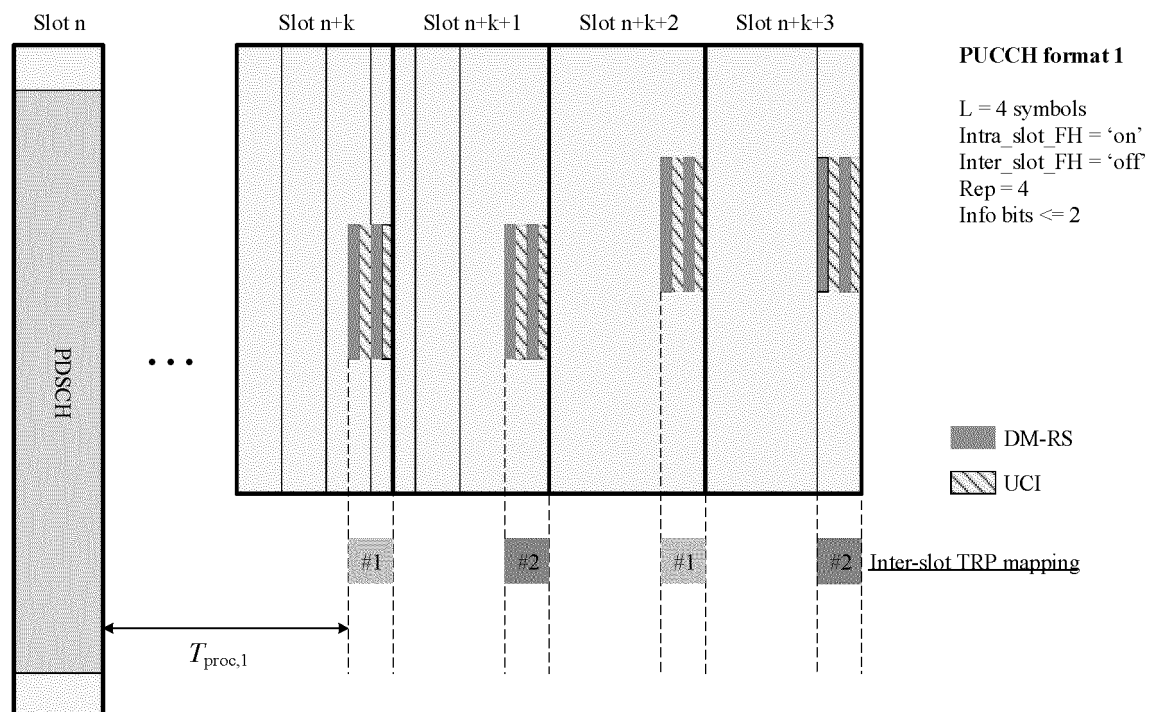 Slot n
Slot n+k
Slot n+k+1
Slot n+k+2
Slot n+k+3
PUCCH format 1
L = 4 symbols
Intra_slot_FH = ‘on’
Inter_slot_FH = ‘off’
Rep = 4
Info bits <= 2
PDSCH
• • •
DM-RS
UCI
#1
#2
#1
#2
Inter-slot TRP mapping
Tproc,1